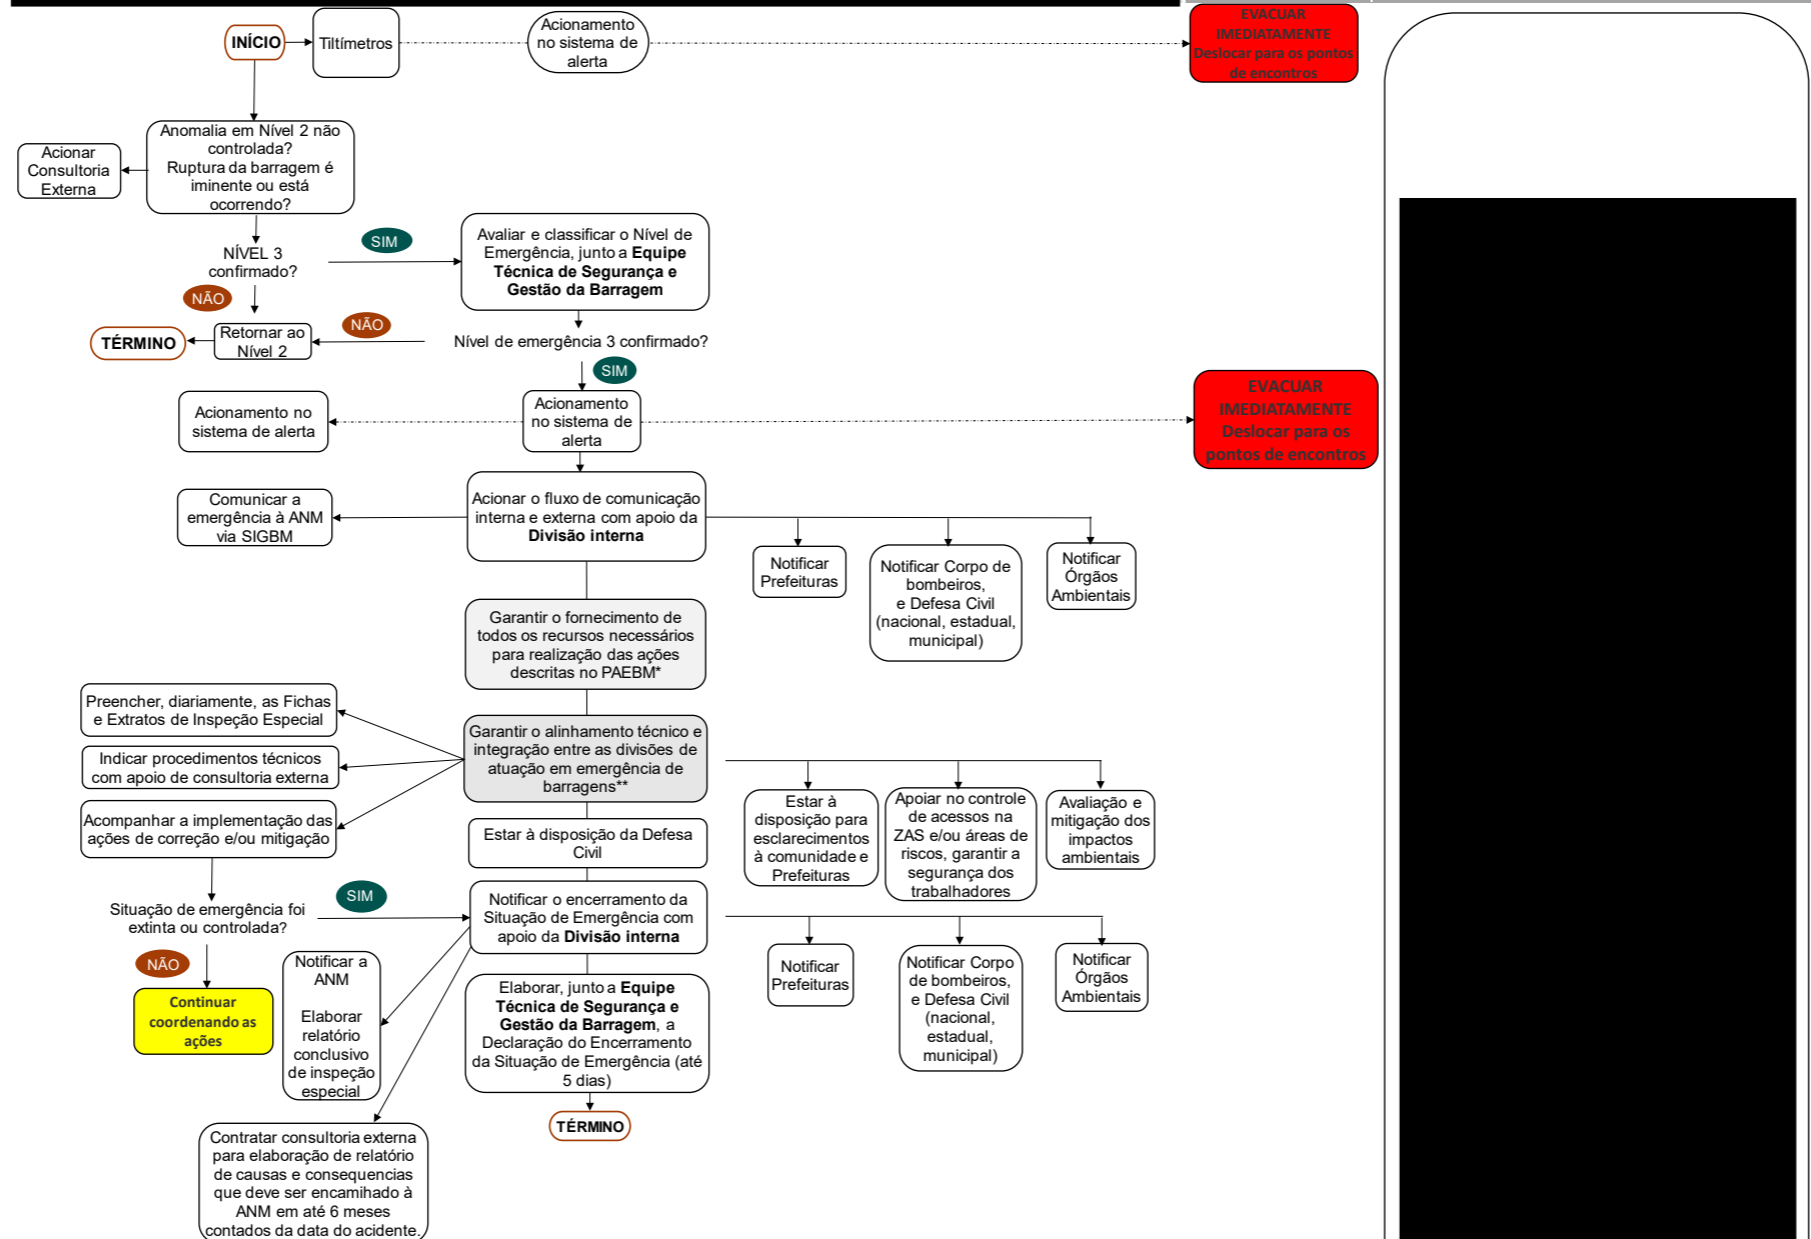 INÍCIO
Tiltímetros
Acionamento
no sistema de
alerta
EVACUAR
IMEDIATAMENTE
Deslocar para os pontos
de encontros
Anomalia em Nível 2 não
controlada?
Ruptura da barragem é
iminente ou está
ocorrendo?
Acionar
Consultoria
Externa
NÍVEL 3
confirmado?
SIM
Avaliar e classificar o Nível de
Emergência, junto a Equipe
Técnica de Segurança e
Gestão da Barragem
NÃO
Retornar ao
Nível 2
TÉRMINO
NÃO
Nível de emergência 3 confirmado?
SIM
Acionamento no
sistema de alerta
Acionamento
no sistema de
alerta
EVACUAR
IMEDIATAMENTE
Deslocar para os
pontos de encontros
Comunicar a
emergência à ANM
via SIGBM
Acionar o fluxo de comunicação
interna e externa com apoio da
Divisão interna
Notificar
Prefeituras
Notificar Corpo de
bombeiros,
e Defesa Civil
(nacional, estadual,
municipal)
Notificar
Órgãos
Ambientais
Garantir o fornecimento de
todos os recursos necessários
para realização das ações
descritas no PAEBM*
Preencher, diariamente, as Fichas
e Extratos de Inspeção Especial
Indicar procedimentos técnicos
com apoio de consultoria externa
Acompanhar a implementação das
ações de correção e/ou mitigação
Garantir o alinhamento técnico e
integração entre as divisões de
atuação em emergência de
barragens**
Estar à
disposição para
esclarecimentos
à comunidade e
Prefeituras
Apoiar no controle
de acessos na
ZAS e/ou áreas de
riscos, garantir a
segurança dos
trabalhadores
Avaliação e
mitigação dos
impactos
ambientais
Estar à disposição da Defesa
Civil
Situação de emergência foi
extinta ou controlada?
SIM
Notificar o encerramento da
Situação de Emergência com
apoio da Divisão interna
NÃO
Continuar
coordenando as
ações
Notificar a
ANM
Elaborar
relatório
conclusivo
de inspeção
especial
Elaborar, junto a Equipe
Técnica de Segurança e
Gestão da Barragem, a
Declaração do Encerramento
da Situação de Emergência (até
5 dias)
Notificar
Prefeituras
Notificar Corpo
de bombeiros,
e Defesa Civil
(nacional,
estadual,
municipal)
Notificar
Órgãos
Ambientais
TÉRMINO
Contratar consultoria externa
para elaboração de relatório
de causas e consequencias
que deve ser encamihado à
ANM em até 6 meses
contados da data do acidente.